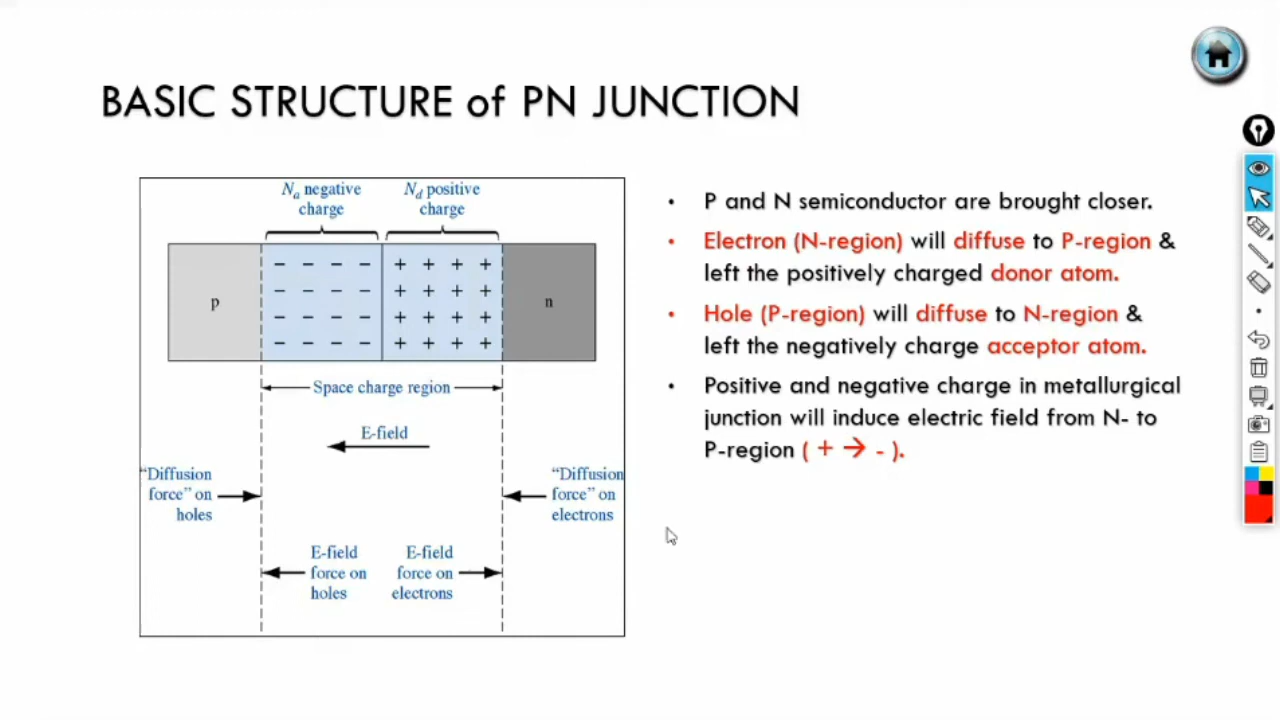 BASIC STRUCTURE of PN JUNCTION
Na negative
charge
Nd positive
charge
− − − − + + + +
− − − − + + + +
p n
− − − − + + + +
− − − − + + + +
Space charge region
E-field
"Diffusion
force" on
holes
"Diffusion
force" on
electrons
E-field
force on
holes
E-field
force on
electrons
• P and N semiconductor are brought closer.
• Electron (N-region) will diffuse to P-region &
left the positively charged donor atom.
• Hole (P-region) will diffuse to N-region &
left the negatively charge acceptor atom.
• Positive and negative charge in metallurgical
junction will induce electric field from N- to
P-region ( + → - ).